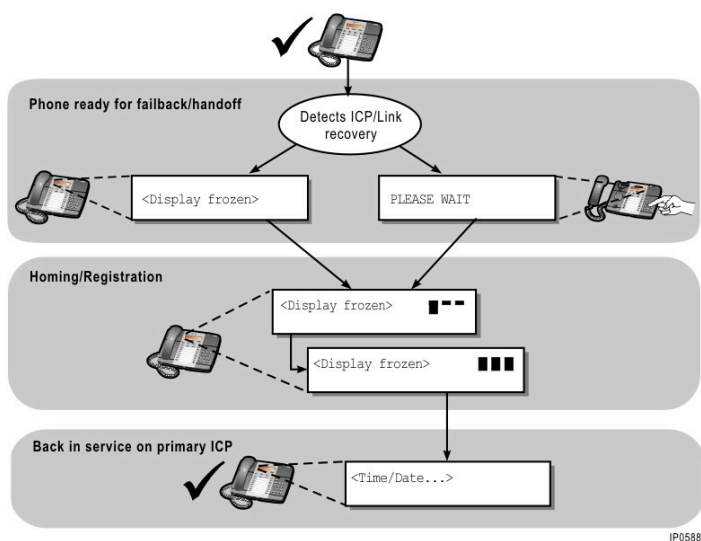 Phone ready for failback/handoff
Detects ICP/Link
recovery
<Display frozen>
PLEASE WAIT
Homing/Registration
<Display frozen>
<Display frozen>
Back in service on primary ICP
<Time/Date...>
IP0588